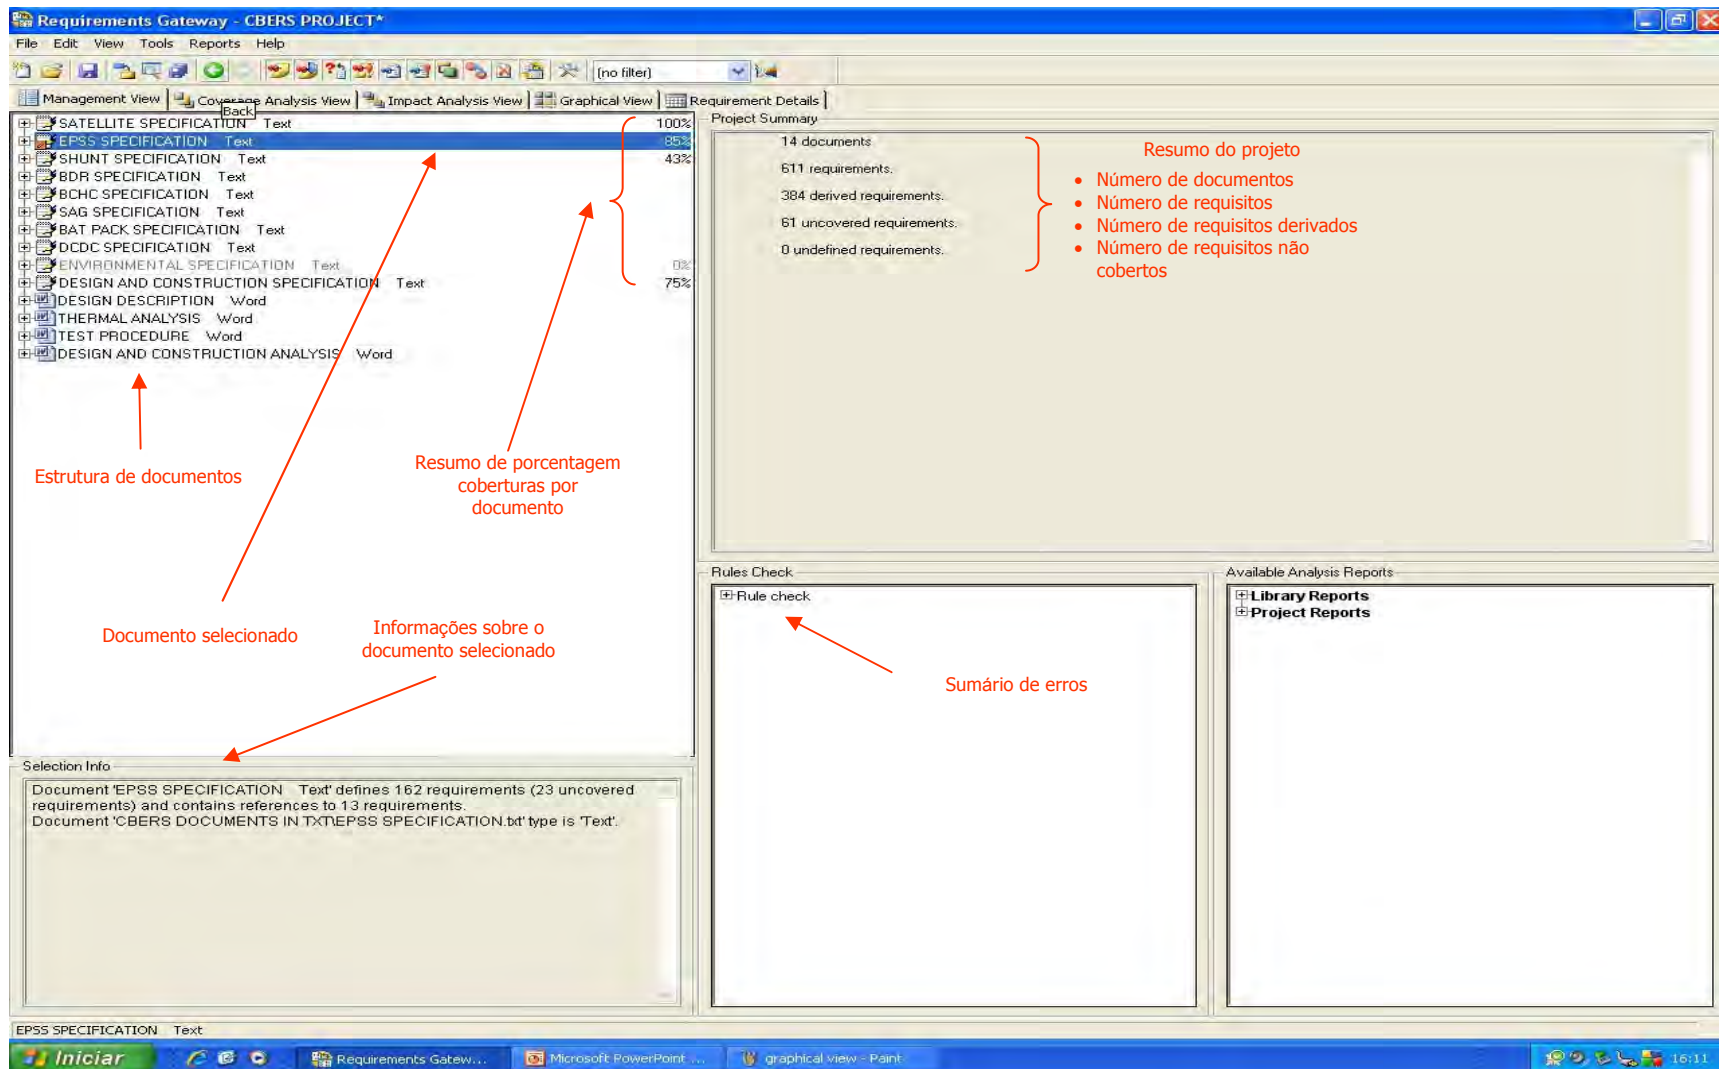 Requirements Gateway - CBERS PROJECT*
File Edit View Tools Reports Help
(no filter)
Management View Coverage Analysis View Impact Analysis View Graphical View Requirement Details
Back
SATELLITE SPECIFICATION Text 100%
EPSS SPECIFICATION Text 85%
SHUNT SPECIFICATION Text 43%
BDR SPECIFICATION Text
BCHC SPECIFICATION Text
SAG SPECIFICATION Text
BAT PACK SPECIFICATION Text
DCDC SPECIFICATION Text
ENVIRONMENTAL SPECIFICATION Text 0%
DESIGN AND CONSTRUCTION SPECIFICATION Text 75%
DESIGN DESCRIPTION Word
THERMAL ANALYSIS Word
TEST PROCEDURE Word
DESIGN AND CONSTRUCTION ANALYSIS Word
Estrutura de documentos
Resumo de porcentagem
coberturas por
documento
Documento selecionado
Informações sobre o
documento selecionado
Project Summary
14 documents
611 requirements.
384 derived requirements.
61 uncovered requirements.
0 undefined requirements.
Resumo do projeto
• Número de documentos
• Número de requisitos
• Número de requisitos derivados
• Número de requisitos não
cobertos
Rules Check
Rule check
Sumário de erros
Available Analysis Reports
Library Reports
Project Reports
Selection Info
Document 'EPSS SPECIFICATION Text' defines 162 requirements (23 uncovered
requirements) and contains references to 13 requirements.
Document 'CBERS DOCUMENTS IN TXT\EPSS SPECIFICATION.txt' type is 'Text'.
EPSS SPECIFICATION Text
Iniciar Requirements Gatew... Microsoft PowerPoint ... graphical view - Paint 16:11